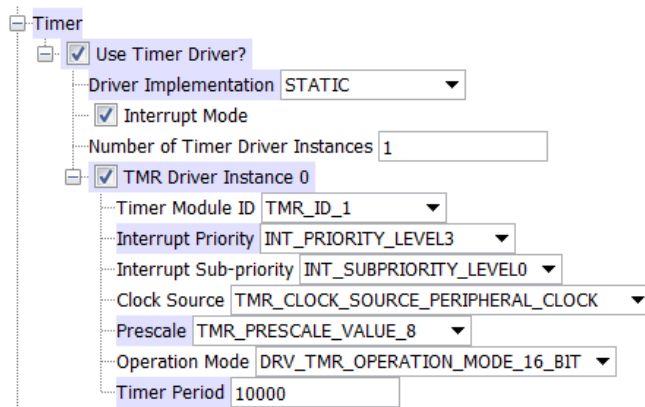 Timer
Use Timer Driver?
Driver Implementation STATIC
Interrupt Mode
Number of Timer Driver Instances 1
TMR Driver Instance 0
Timer Module ID TMR_ID_1
Interrupt Priority INT_PRIORITY_LEVEL3
Interrupt Sub-priority INT_SUBPRIORITY_LEVEL0
Clock Source TMR_CLOCK_SOURCE_PERIPHERAL_CLOCK
Prescale TMR_PRESCALE_VALUE_8
Operation Mode DRV_TMR_OPERATION_MODE_16_BIT
Timer Period 10000